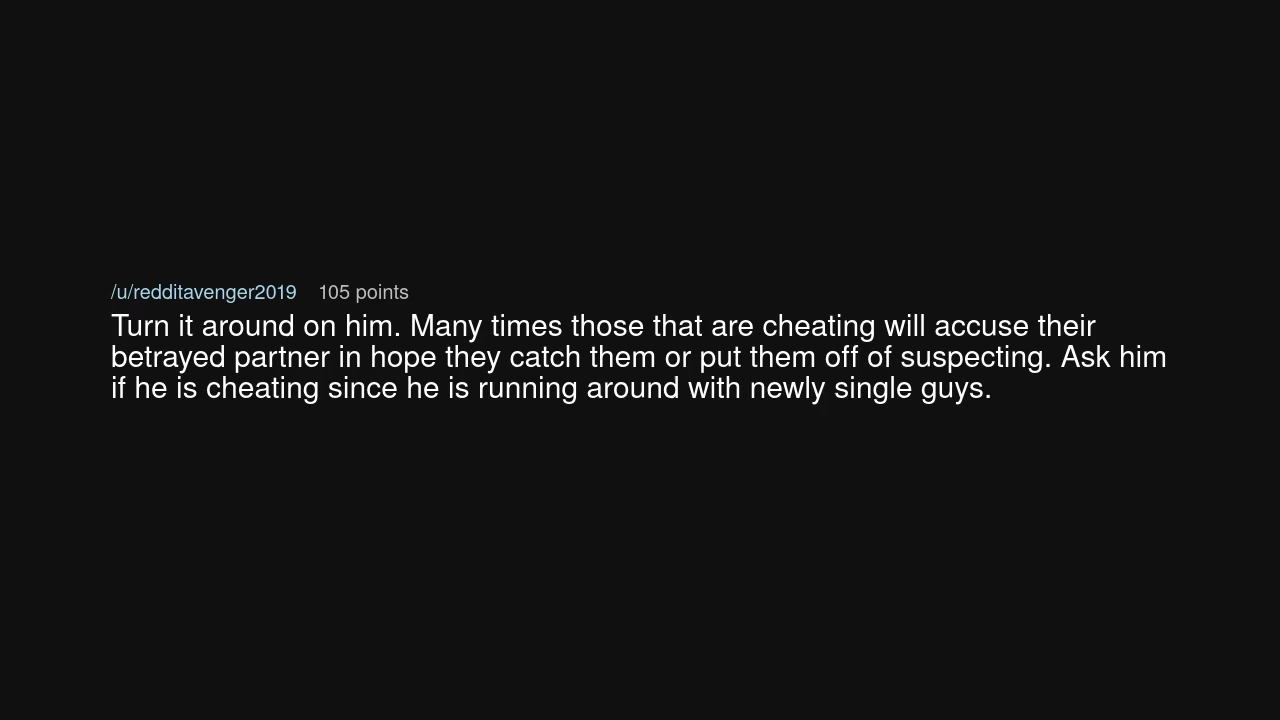 /u/redditavenger2019 105 points
Turn it around on him. Many times those that are cheating will accuse their
betrayed partner in hope they catch them or put them off of suspecting. Ask him
if he is cheating since he is running around with newly single guys.